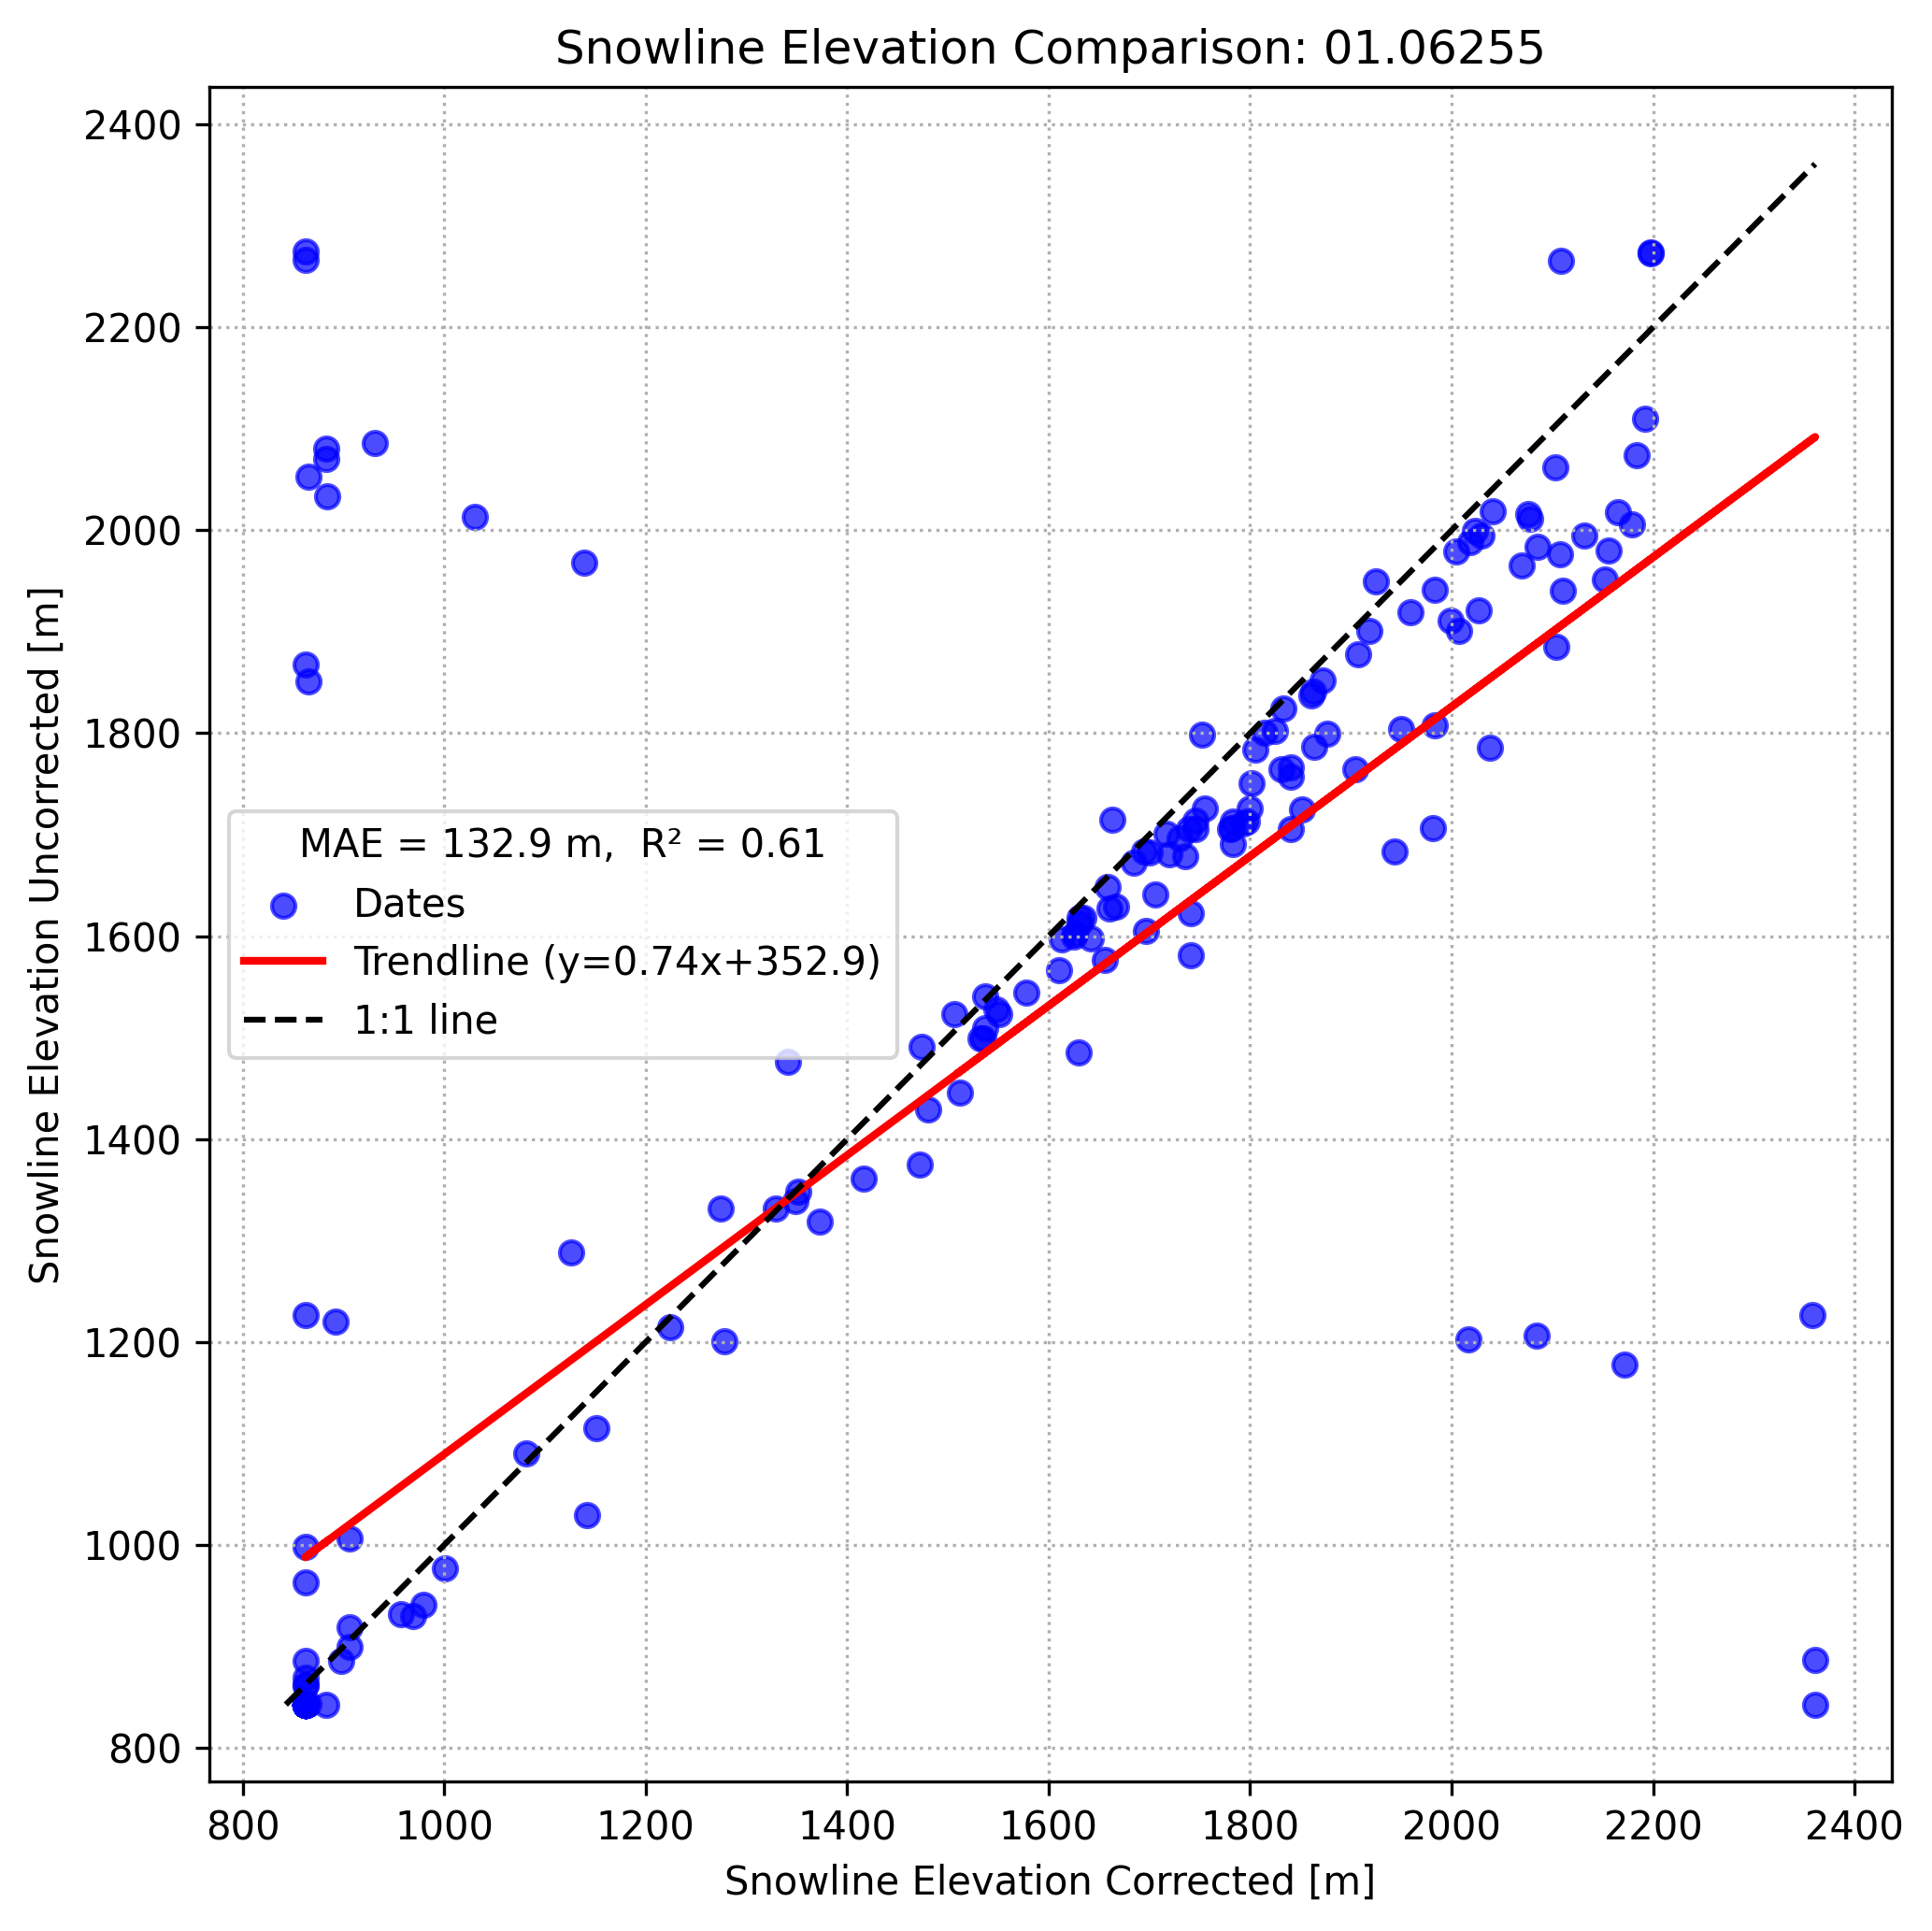 Snowline Elevation Comparison: 01.06255
Snowline Elevation Uncorrected [m]
2400
2200
2000
1800
1600
1400
1200
1000
800
MAE = 132.9 m, R² = 0.61
Dates
Trendline (y=0.74x+352.9)
1:1 line
800 1000 1200 1400 1600 1800 2000 2200 2400
Snowline Elevation Corrected [m]